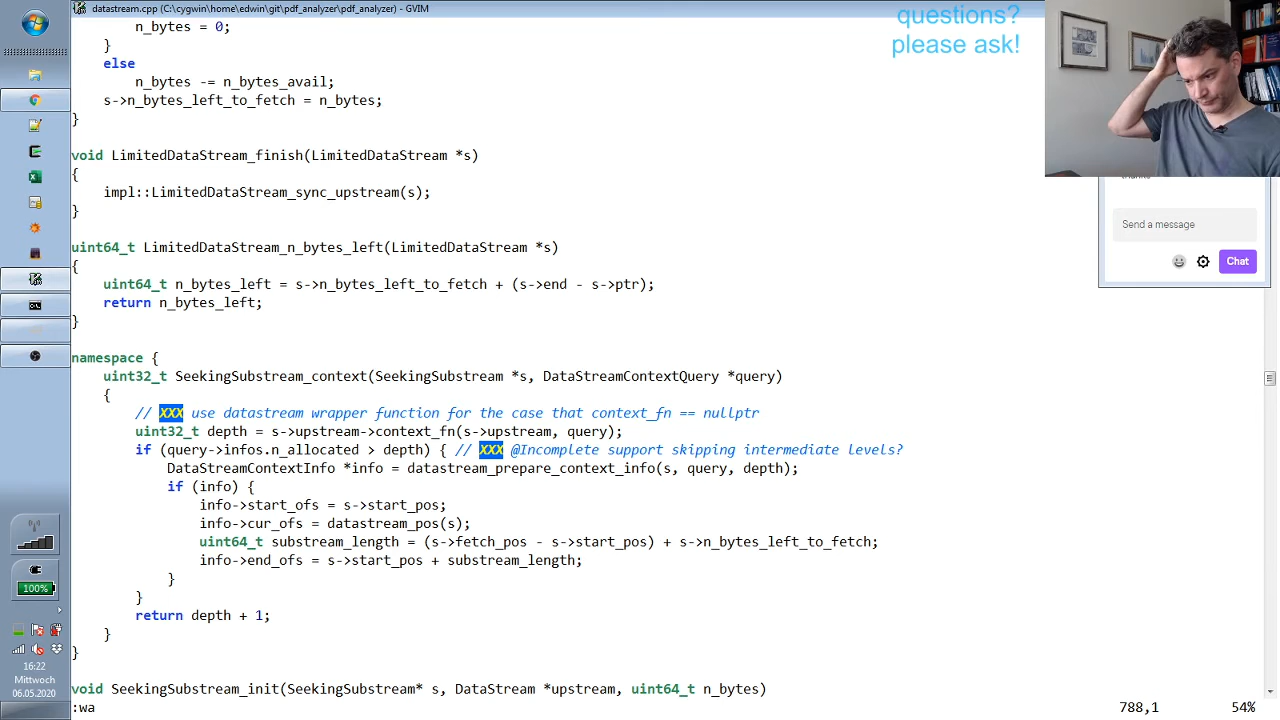 datastream.cpp (C:\cygwin\home\edwin\git\pdf_analyzer\pdf_analyzer) - GVIM
questions?
please ask!
            n_bytes = 0;
    }
    else
        n_bytes -= n_bytes_avail;
    s->n_bytes_left_to_fetch = n_bytes;
}
void LimitedDataStream_finish(LimitedDataStream *s)
{
    impl::LimitedDataStream_sync_upstream(s);
}
uint64_t LimitedDataStream_n_bytes_left(LimitedDataStream *s)
{
    uint64_t n_bytes_left = s->n_bytes_left_to_fetch + (s->end - s->ptr);
    return n_bytes_left;
}
namespace {
    uint32_t SeekingSubstream_context(SeekingSubstream *s, DataStreamContextQuery *query)
    {
        // XXX use datastream wrapper function for the case that context_fn == nullptr
        uint32_t depth = s->upstream->context_fn(s->upstream, query);
        if (query->infos.n_allocated > depth) { // XXX @Incomplete support skipping intermediate levels?
            DataStreamContextInfo *info = datastream_prepare_context_info(s, query, depth);
            if (info) {
                info->start_ofs = s->start_pos;
                info->cur_ofs = datastream_pos(s);
                uint64_t substream_length = (s->fetch_pos - s->start_pos) + s->n_bytes_left_to_fetch;
                info->end_ofs = s->start_pos + substream_length;
            }
        }
        return depth + 1;
    }
}
void SeekingSubstream_init(SeekingSubstream* s, DataStream *upstream, uint64_t n_bytes)
:wa
788,1
54%
Send a message
Chat
100%
16:22
Mittwoch
06.05.2020